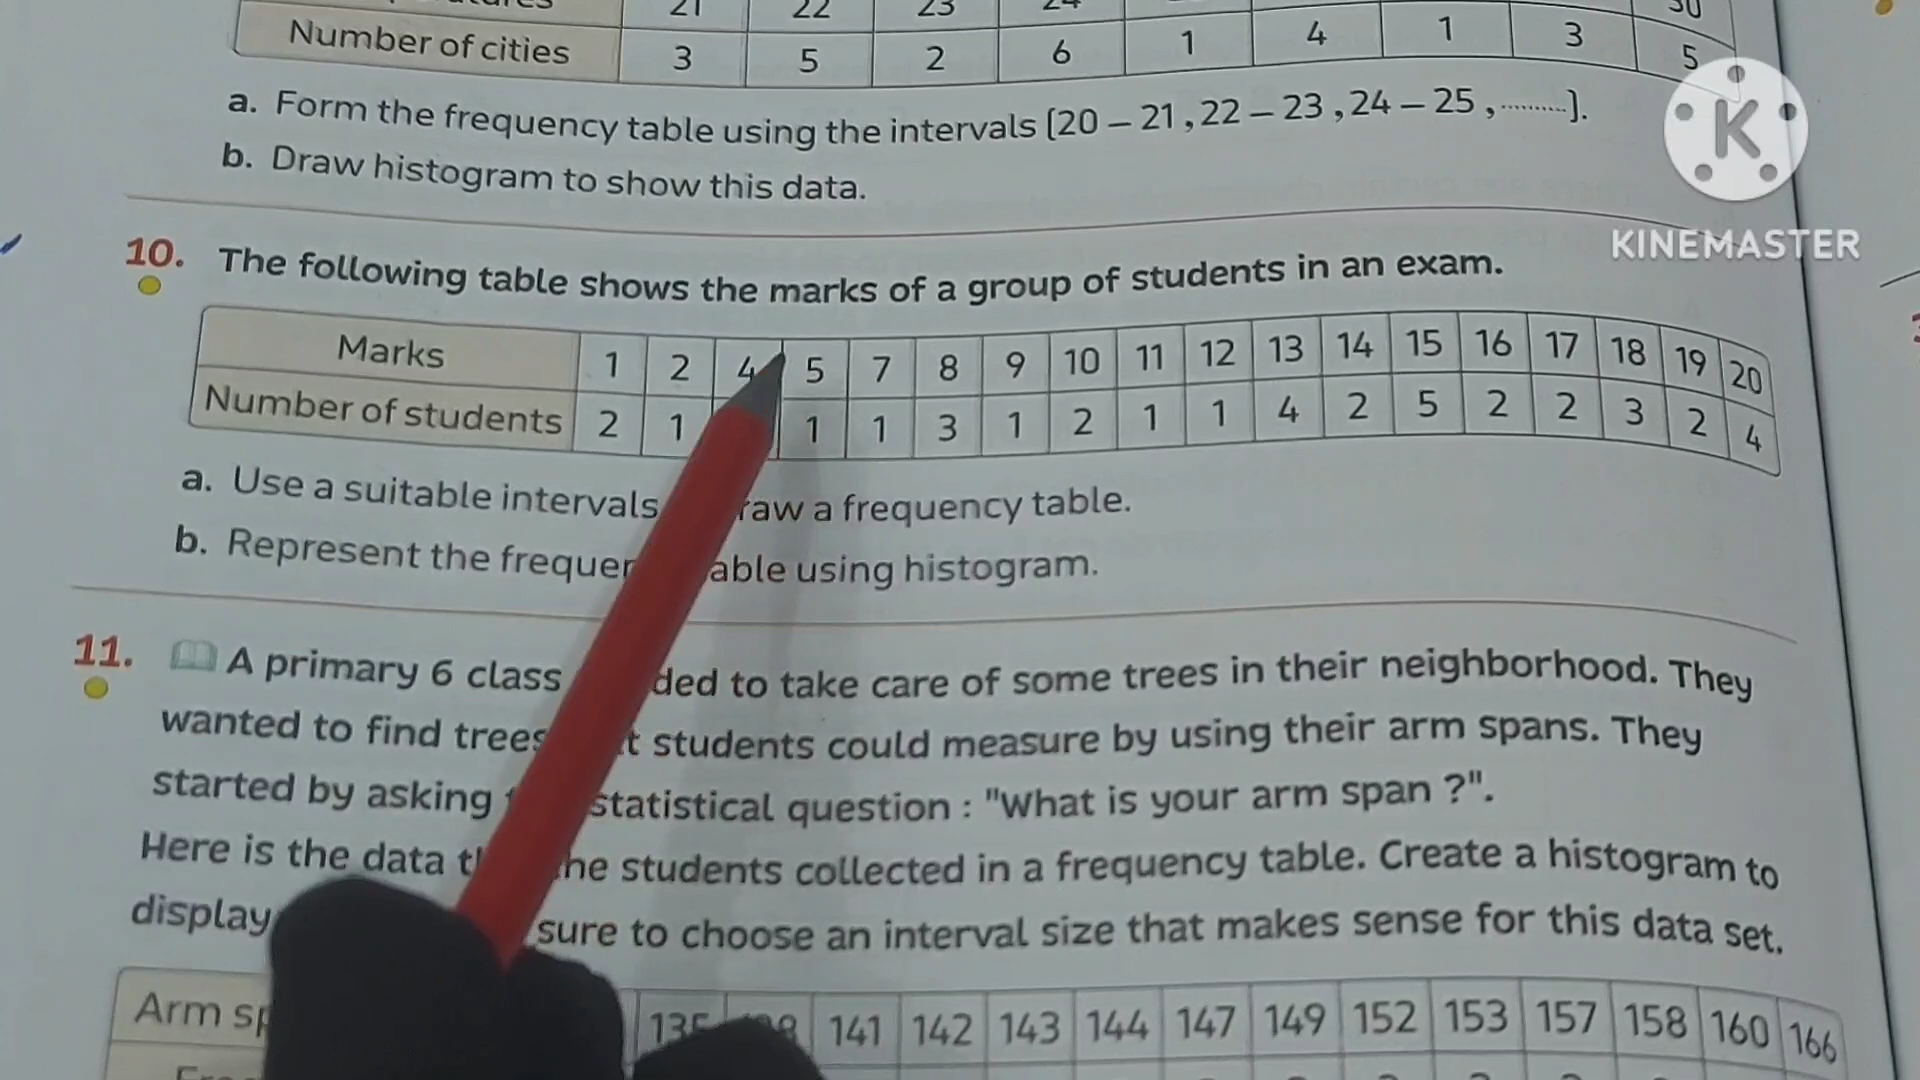 21 22 23 24 30
Number of cities 3 5 2 6 1 4 1 3 5
a. Form the frequency table using the intervals (20 – 21 , 22 – 23 , 24 – 25 , ..........).
b. Draw histogram to show this data.
K
KINEMASTER
10. The following table shows the marks of a group of students in an exam.
Marks 1 2 4 5 7 8 9 10 11 12 13 14 15 16 17 18 19 20
Number of students 2 1 1 1 3 1 2 1 1 4 2 5 2 2 3 2 4
a. Use a suitable intervals raw a frequency table.
b. Represent the frequen able using histogram.
11. A primary 6 class ded to take care of some trees in their neighborhood. They
wanted to find trees t students could measure by using their arm spans. They
started by asking statistical question : "What is your arm span ?".
Here is the data t he students collected in a frequency table. Create a histogram to
display sure to choose an interval size that makes sense for this data set.
Arm sp 135 141 142 143 144 147 149 152 153 157 158 160 166